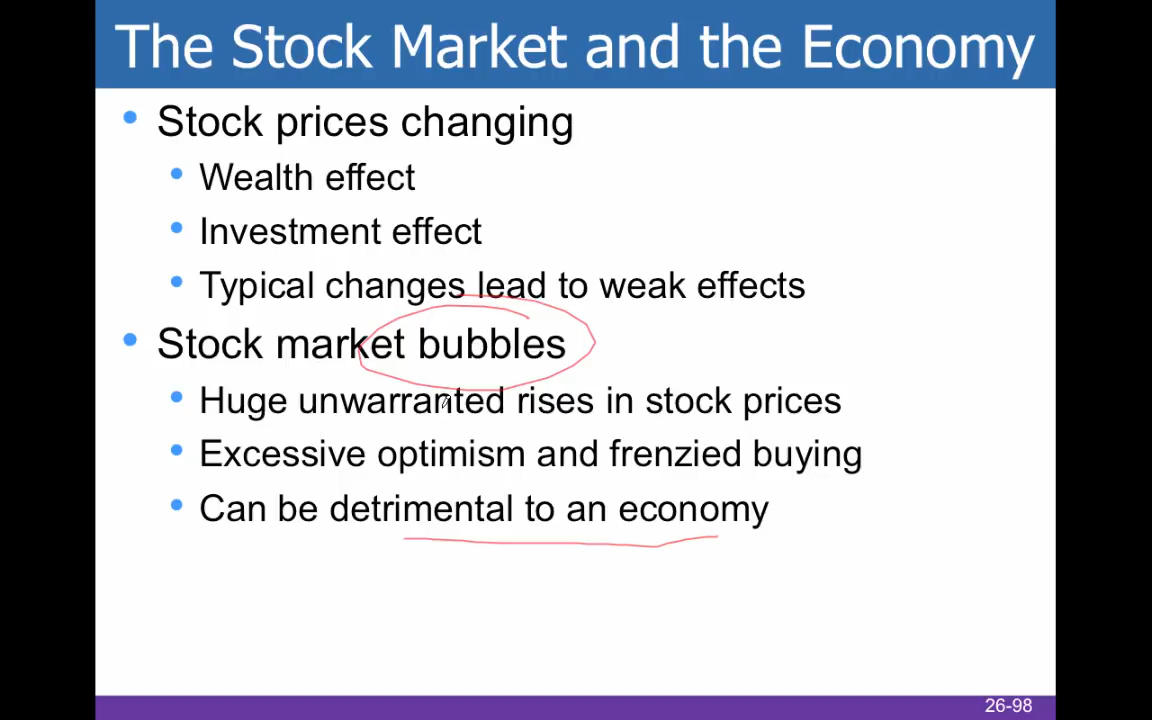 The Stock Market and the Economy
• Stock prices changing
• Wealth effect
• Investment effect
• Typical changes lead to weak effects
• Stock market bubbles
• Huge unwarranted rises in stock prices
• Excessive optimism and frenzied buying
• Can be detrimental to an economy
26-98